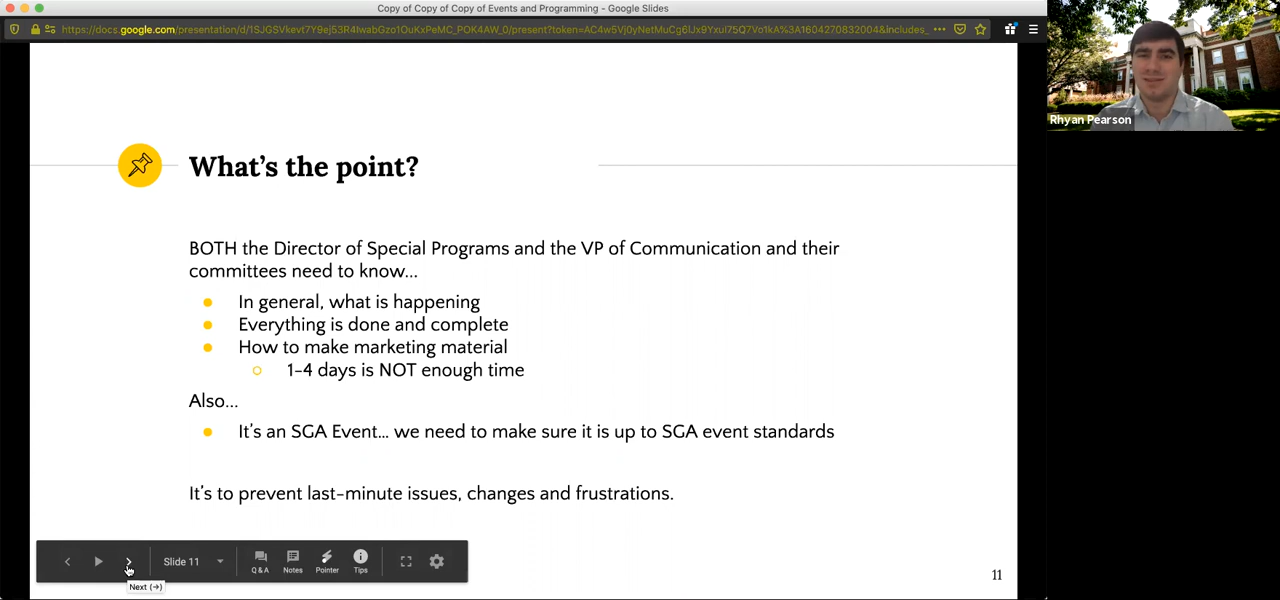 Copy of Copy of Copy of Events and Programming - Google Slides
Rhyan Pearson
What's the point?
BOTH the Director of Special Programs and the VP of Communication and their
committees need to know...
In general, what is happening
Everything is done and complete
How to make marketing material
1-4 days is NOT enough time
Also...
It's an SGA Event... we need to make sure it is up to SGA event standards
It's to prevent last-minute issues, changes and frustrations.
Slide 11
Q & A
Notes
Pointer
Tips
Next (→)
11